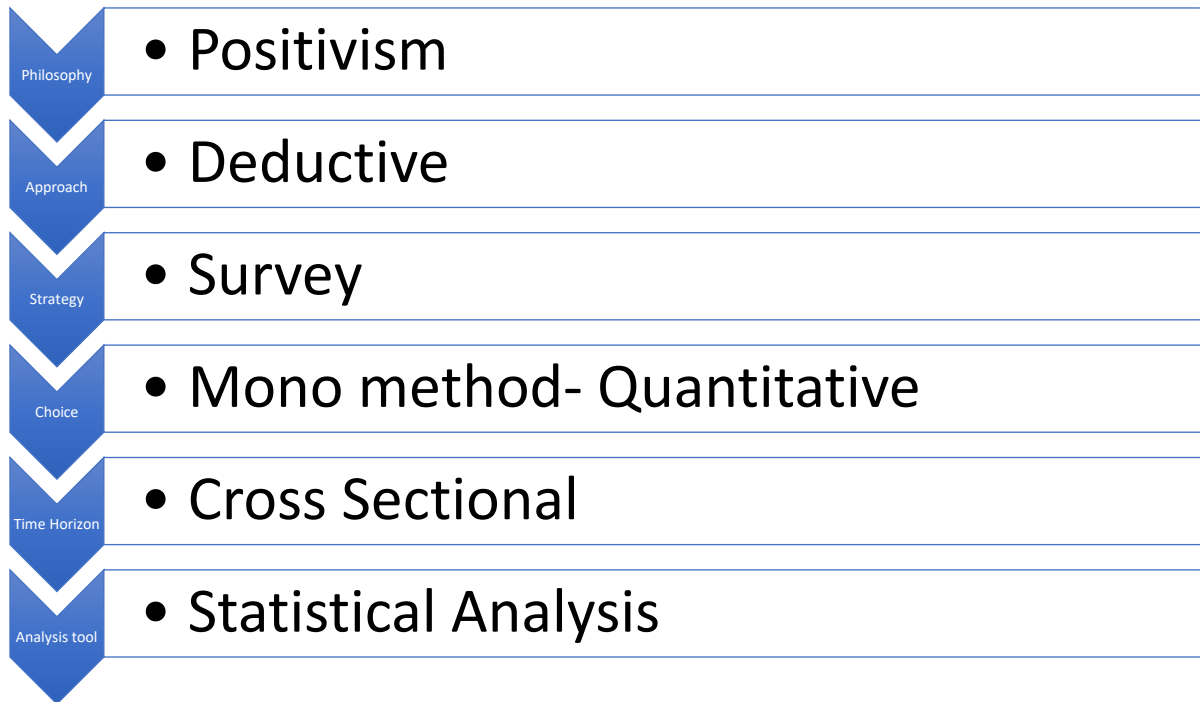 Philosophy
• Positivism
Approach
• Deductive
Strategy
• Survey
Choice
• Mono method- Quantitative
Time Horizon
• Cross Sectional
Analysis tool
• Statistical Analysis